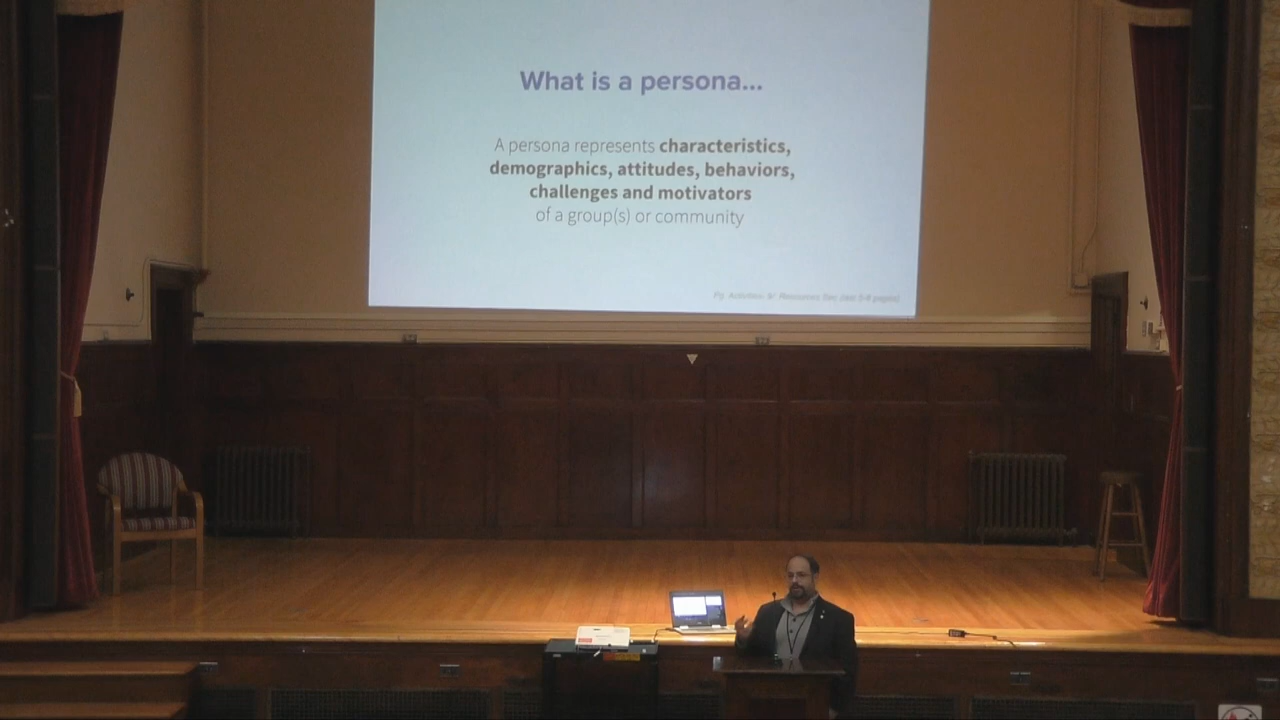 What is a persona...
A persona represents characteristics,
demographics, attitudes, behaviors,
challenges and motivators
of a group(s) or community